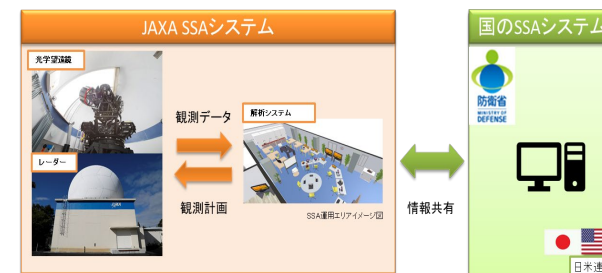 JAXA SSAシステム
光学望遠鏡
レーダー
JAXA
観測データ
観測計画
解析システム
SSA運用エリアイメージ図
情報共有
国のSSAシステム
防衛省
MINISTRY OF
DEFENSE
日米連